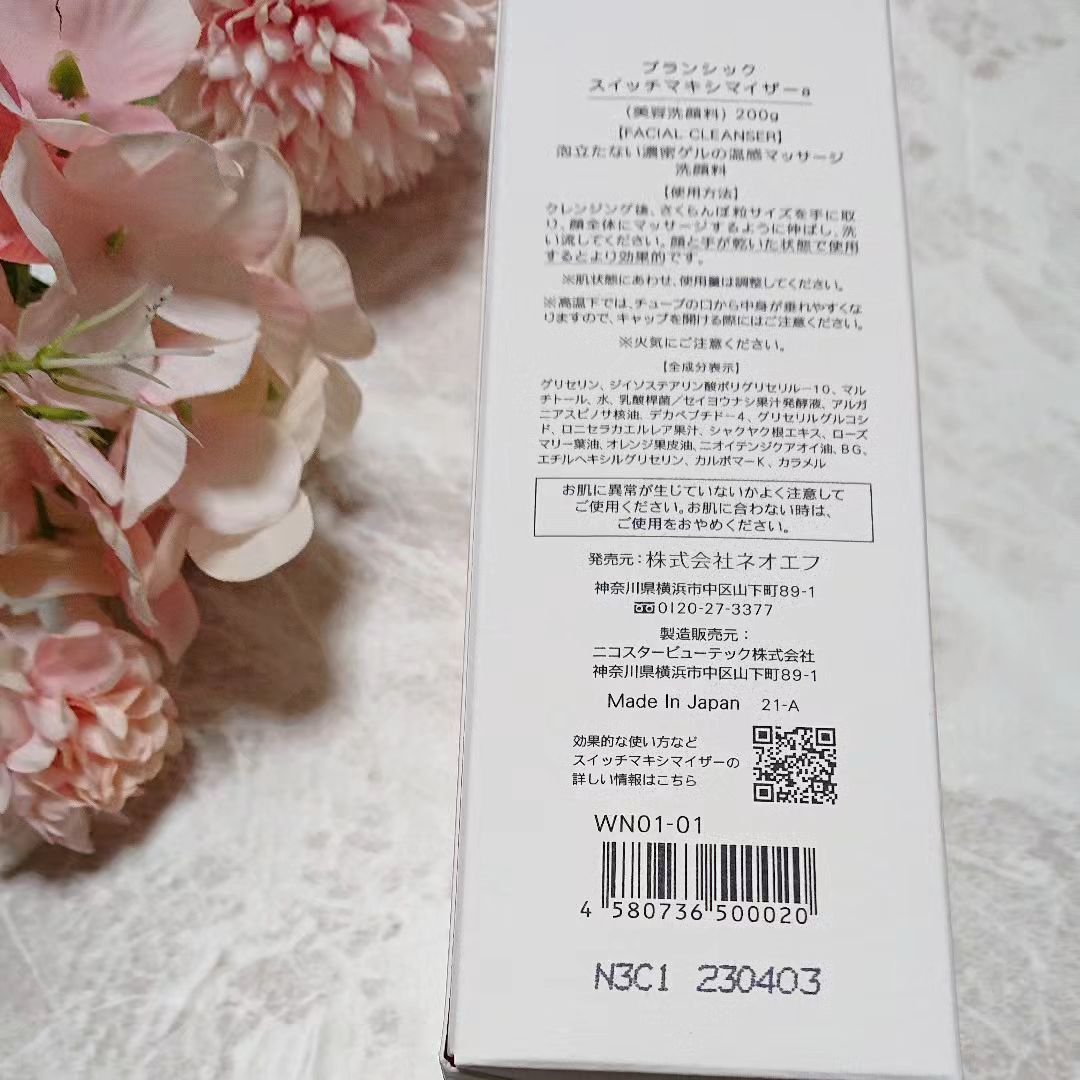 ブランシック
スイッチマキシマイザーa
(美容洗顔料) 200g
【FACIAL CLEANSER】
泡立たない濃密ゲルの温感マッサージ
洗顔料
【使用方法】
クレンジング後、さくらんぼ粒サイズを手に取
り、顔全体にマッサージするように伸ばし、洗
い流してください。顔と手が乾いた状態で使用
するとより効果的です。
※肌状態にあわせ、使用量は調整してください。
※高温下では、チューブの口から中身が垂れやすくな
りますので、キャップを開ける際にはご注意ください。
※火気にご注意ください。
【全成分表示】
グリセリン、ジイソステアリン酸ポリグリセリル－10、マル
チトール、水、乳酸桿菌／セイヨウナシ果汁発酵液、アルガ
ニアスピノサ核油、デカペプチド－4、グリセリルグルコシ
ド、ロニセラカエルレア果汁、シャクヤク根エキス、ローズ
マリー葉油、オレンジ果皮油、ニオイテンジクアオイ油、BG、
エチルヘキシルグリセリン、カルボマーK、カラメル
お肌に異常が生じていないかよく注意して
ご使用ください。お肌に合わない時は、
ご使用をおやめください。
発売元：株式会社ネオエフ
神奈川県横浜市中区山下町89-1
0120-27-3377
製造販売元：
ニコスタービューテック株式会社
神奈川県横浜市中区山下町89-1
Made In Japan 21-A
効果的な使い方など
スイッチマキシマイザーの
詳しい情報はこちら
WN01-01
4 580736 500020
N3C1 230403